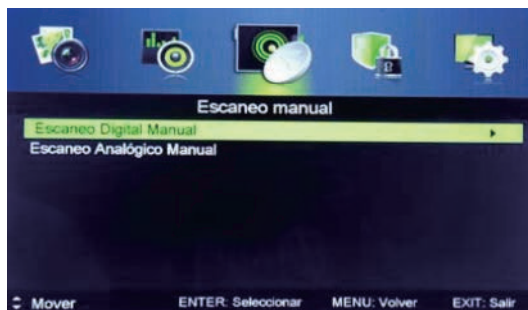 Escaneo manual
Escaneo Digital Manual
Escaneo Analógico Manual
Mover ENTER: Seleccionar MENU: Volver EXIT: Salir